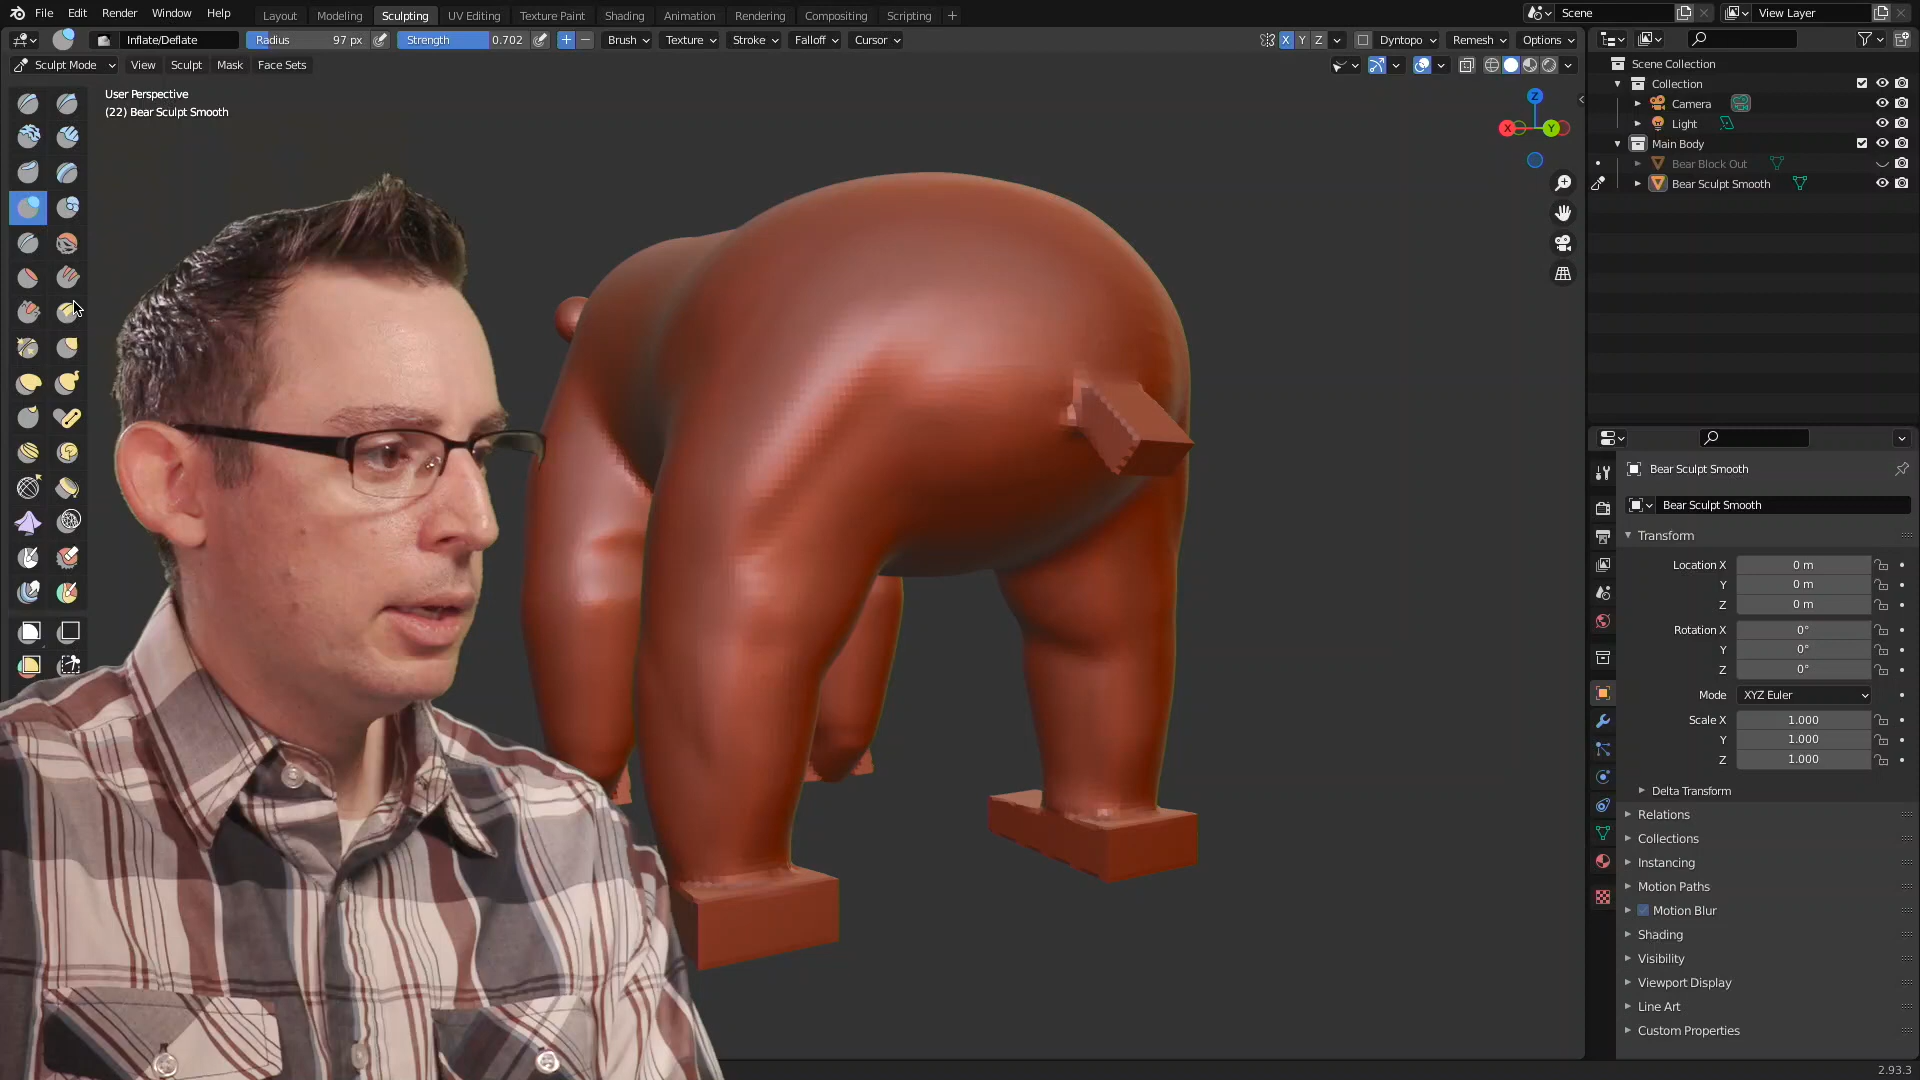 File Edit Render Window Help
Layout Modeling Sculpting UV Editing Texture Paint Shading Animation Rendering Compositing Scripting +
Scene
View Layer
Inflate/Deflate
Radius 97 px
Strength 0.702
Brush Texture Stroke Falloff Cursor
X Y Z
Dyntopo Remesh Options
Sculpt Mode View Sculpt Mask Face Sets
User Perspective
(22) Bear Sculpt Smooth
Z
X
Y
Scene Collection
Collection
Camera
Light
Main Body
Bear Block Out
Bear Sculpt Smooth
Bear Sculpt Smooth
Bear Sculpt Smooth
Transform
Location X 0 m
Y 0 m
Z 0 m
Rotation X 0°
Y 0°
Z 0°
Mode XYZ Euler
Scale X 1.000
Y 1.000
Z 1.000
Delta Transform
Relations
Collections
Instancing
Motion Paths
Motion Blur
Shading
Visibility
Viewport Display
Line Art
Custom Properties
2.93.3